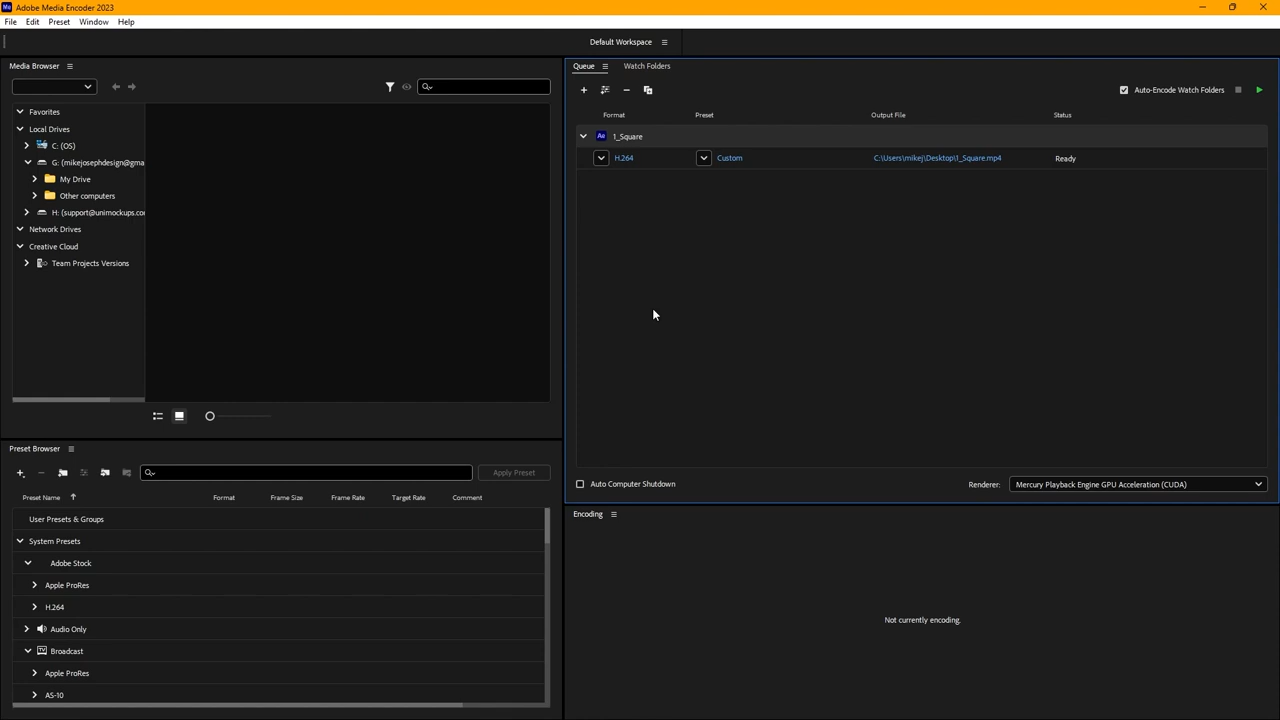 Me Adobe Media Encoder 2023
File Edit Preset Window Help
Default Workspace
Media Browser
Favorites
Local Drives
C: (OS)
G: (mikejosephdesign@gma
My Drive
Other computers
H: (support@unimockups.co
Network Drives
Creative Cloud
Team Projects Versions
Preset Browser
Apply Preset
Preset Name Format Frame Size Frame Rate Target Rate Comment
User Presets & Groups
System Presets
Adobe Stock
Apple ProRes
H.264
Audio Only
Broadcast
Apple ProRes
AS-10
Queue Watch Folders
Auto-Encode Watch Folders
Format Preset Output File Status
Ae 1_Square
H.264 Custom C:\Users\mikej\Desktop\1_Square.mp4 Ready
Auto Computer Shutdown Renderer: Mercury Playback Engine GPU Acceleration (CUDA)
Encoding
Not currently encoding.